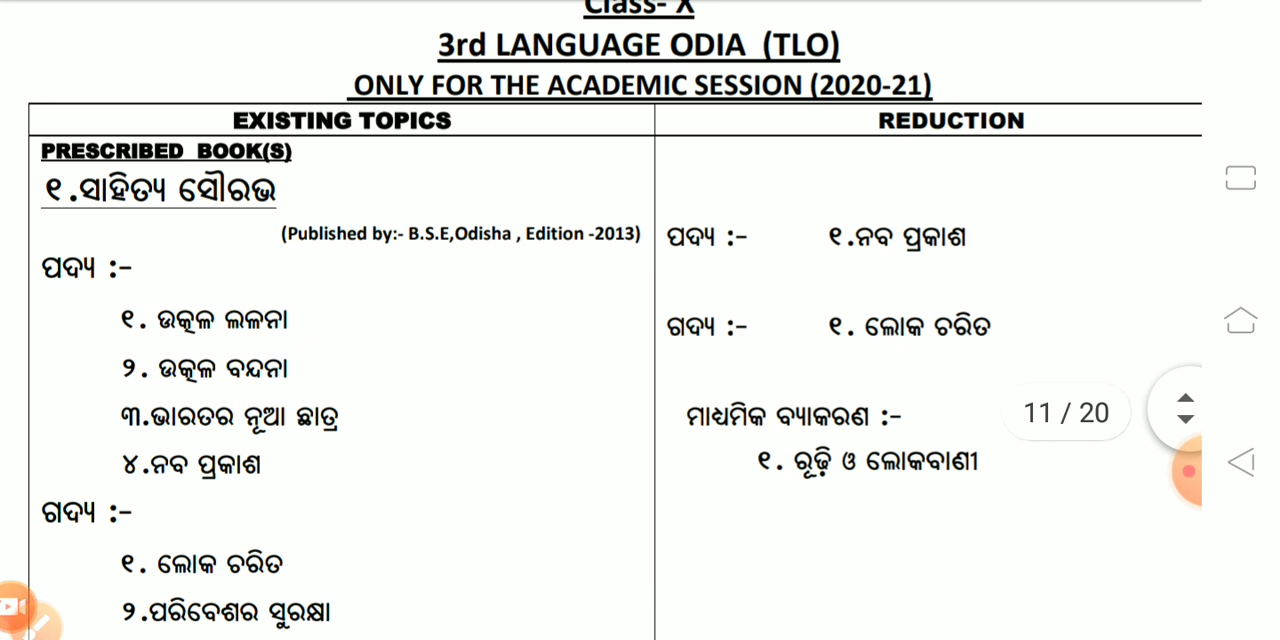 Class- X
3rd LANGUAGE ODIA (TLO)
ONLY FOR THE ACADEMIC SESSION (2020-21)
EXISTING TOPICS
REDUCTION
PRESCRIBED BOOK(S)
୧.ସାହିତ୍ୟ ସୌରଭ
(Published by:- B.S.E,Odisha , Edition -2013)
ପଦ୍ୟ :-
୧. ଉତ୍କଳ ଲଳନା
୨. ଉତ୍କଳ ବନ୍ଦନା
୩.ଭାରତର ନୂଆ ଛାତ୍ର
୪.ନବ ପ୍ରକାଶ
ଗଦ୍ୟ :-
୧. ଲୋକ ଚରିତ
୨.ପରିବେଶର ସୁରକ୍ଷା
ପଦ୍ୟ :- ୧.ନବ ପ୍ରକାଶ
ଗଦ୍ୟ :- ୧. ଲୋକ ଚରିତ
ମାଧ୍ୟମିକ ବ୍ୟାକରଣ :-
୧. ରୂଢ଼ି ଓ ଲୋକବାଣୀ
11 / 20